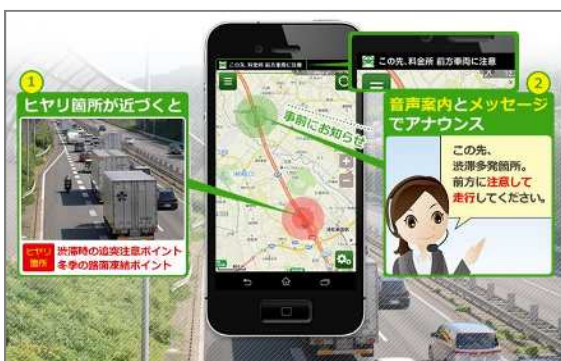 この先、料金所 前方車両に注意
この先、料金所 前方車両に注意
1
ヒヤリ箇所が近づくと
ヒヤリ
箇所
渋滞時の追突注意ポイント
冬季の路面凍結ポイント
事前にお知らせ
2
音声案内とメッセージ
でアナウンス
この先、
渋滞多発箇所。
前方に注意して
走行してください。